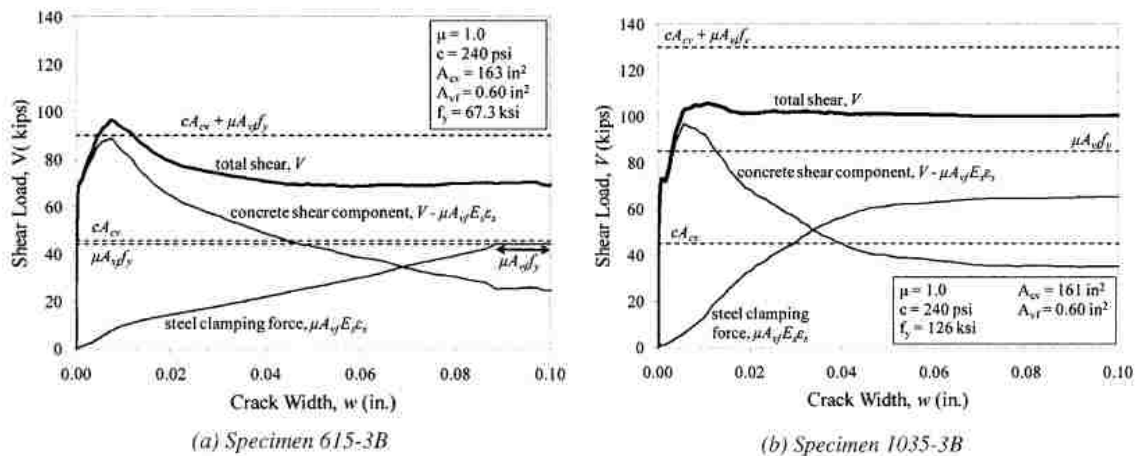 140
120
100
80
60
40
20
0
Shear Load, V( kips)
μ = 1.0
c = 240 psi
A_cv = 163 in²
A_vf = 0.60 in²
f_y = 67.3 ksi
cA_cv + μA_vf f_y
total shear, V
concrete shear component, V - μA_vf E_s ε_s
cA_cv
μA_vf f_y
μA_vf f_y
steel clamping force, μA_vf E_s ε_s
0.00 0.02 0.04 0.06 0.08 0.10
Crack Width, w (in.)
(a) Specimen 615-3B
140
120
100
80
60
40
20
0
Shear Load, V (kips)
cA_cv + μA_vf f_y
total shear, V
μA_vf f_y
concrete shear component, V - μA_vf E_s ε_s
cA_cv
steel clamping
force, μA_vf E_s ε_s
μ = 1.0 A_cv = 161 in²
c = 240 psi A_vf = 0.60 in²
f_y = 126 ksi
0.00 0.02 0.04 0.06 0.08 0.10
Crack Width, w (in.)
(b) Specimen 1035-3B